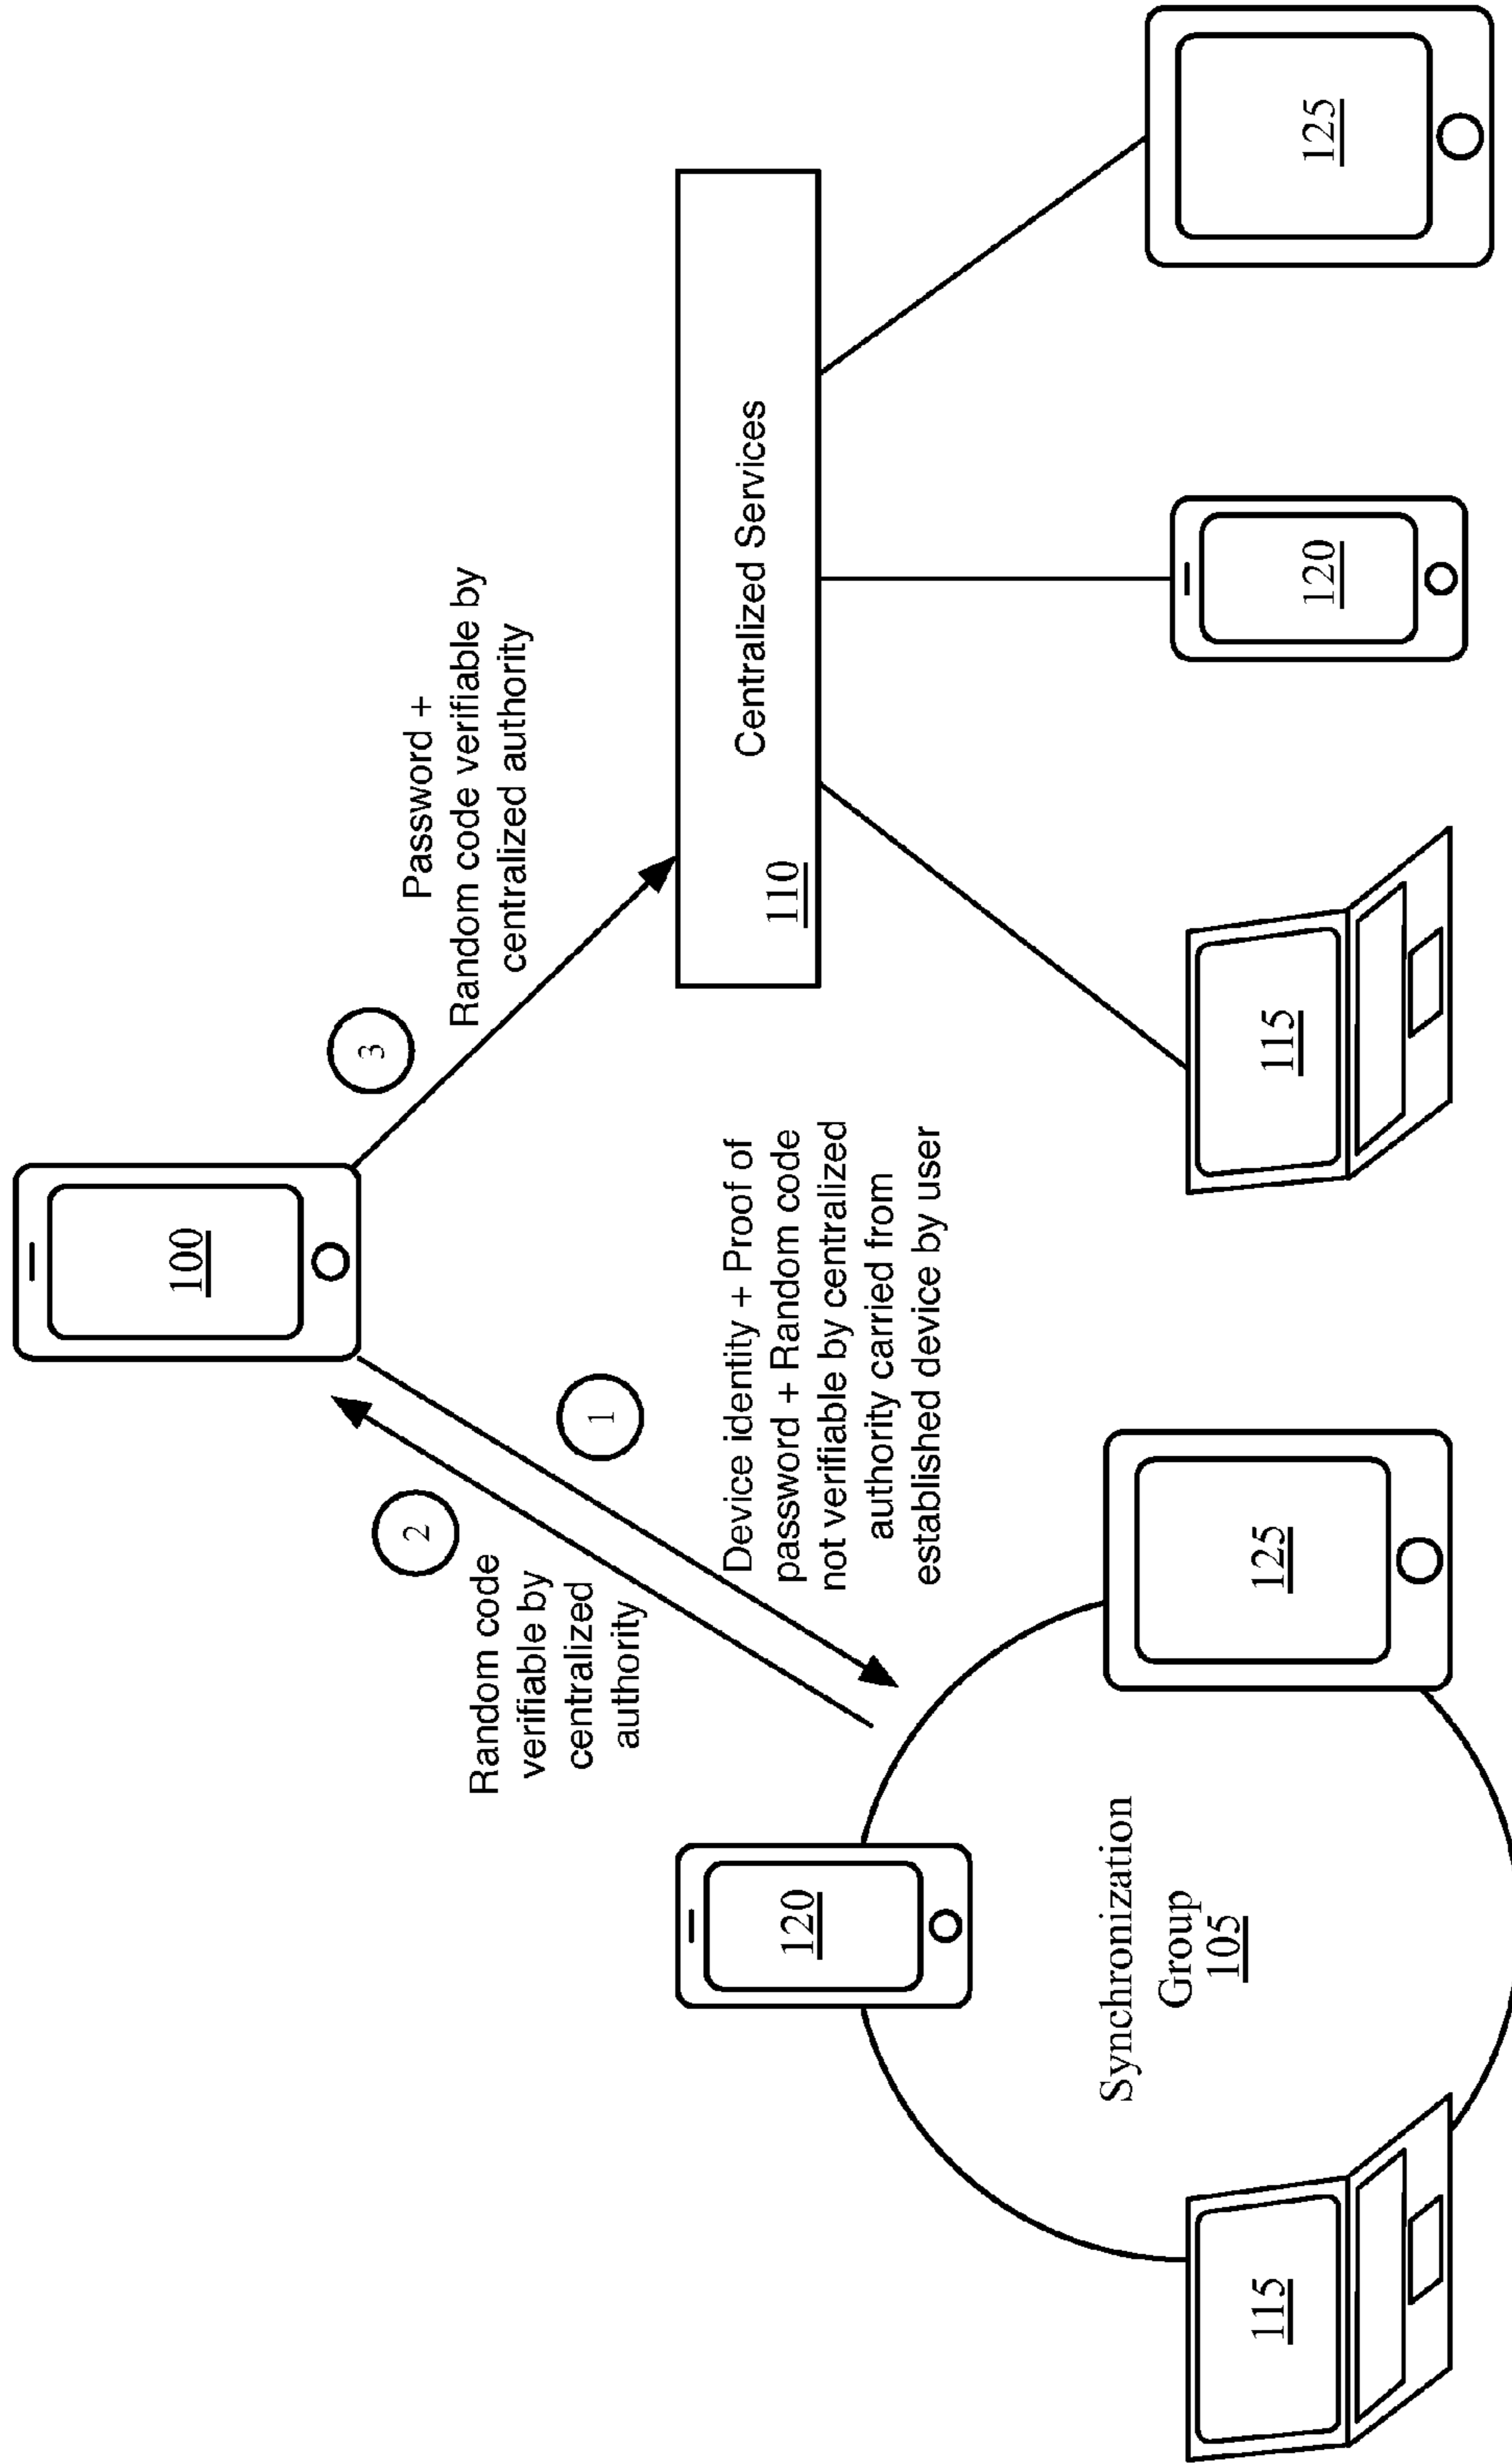 100
3
Password +
Random code verifiable by
centralized authority
2
Random code
verifiable by
centralized
authority
1
Device identity + Proof of
password + Random code
not verifiable by centralized
authority carried from
established device by user
Centralized Services
110
120
125
115
Synchronization
Group
105
115
120
125